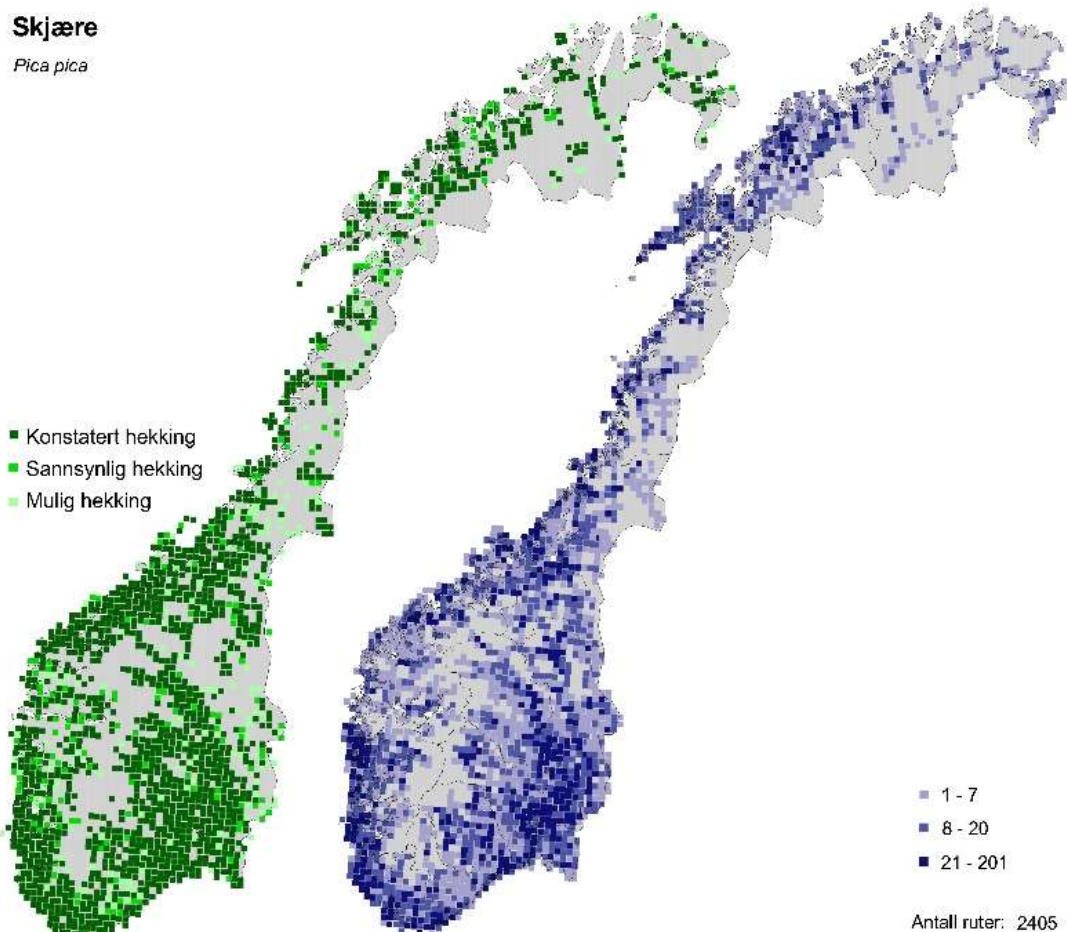 Skjære
Pica pica
Konstatert hekking
Sannsynlig hekking
Mulig hekking
1 - 7
8 - 20
21 - 201
Antall ruter: 2405